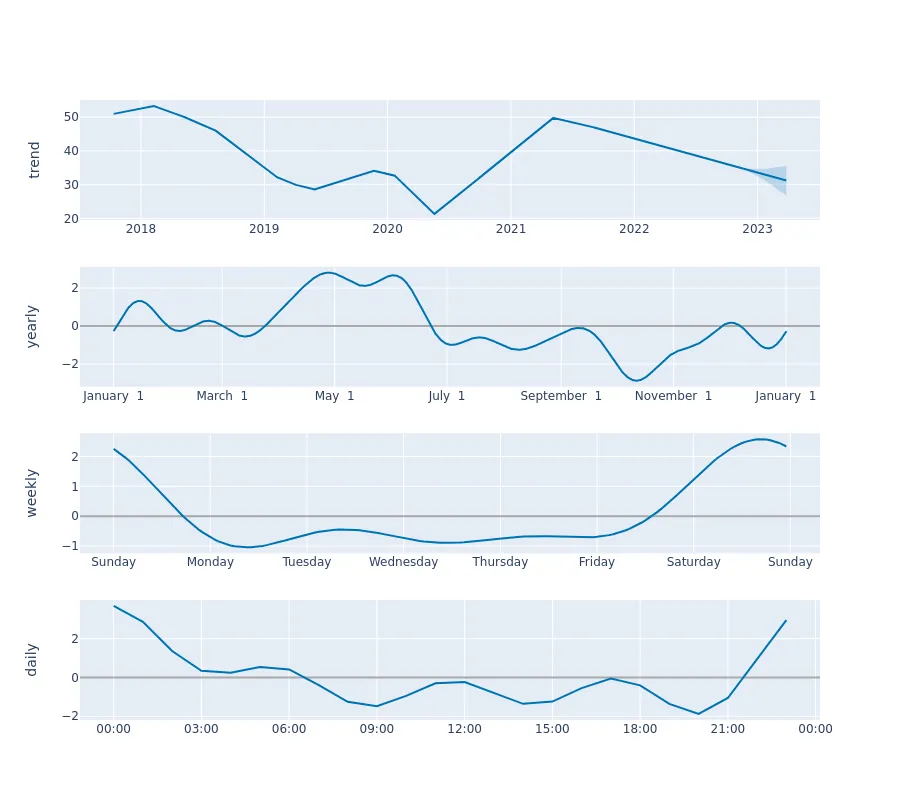 trend
50
40
30
20
2018 2019 2020 2021 2022 2023
yearly
2
0
−2
January 1 March 1 May 1 July 1 September 1 November 1 January 1
weekly
2
1
0
−1
Sunday Monday Tuesday Wednesday Thursday Friday Saturday Sunday
daily
2
0
−2
00:00 03:00 06:00 09:00 12:00 15:00 18:00 21:00 00:00